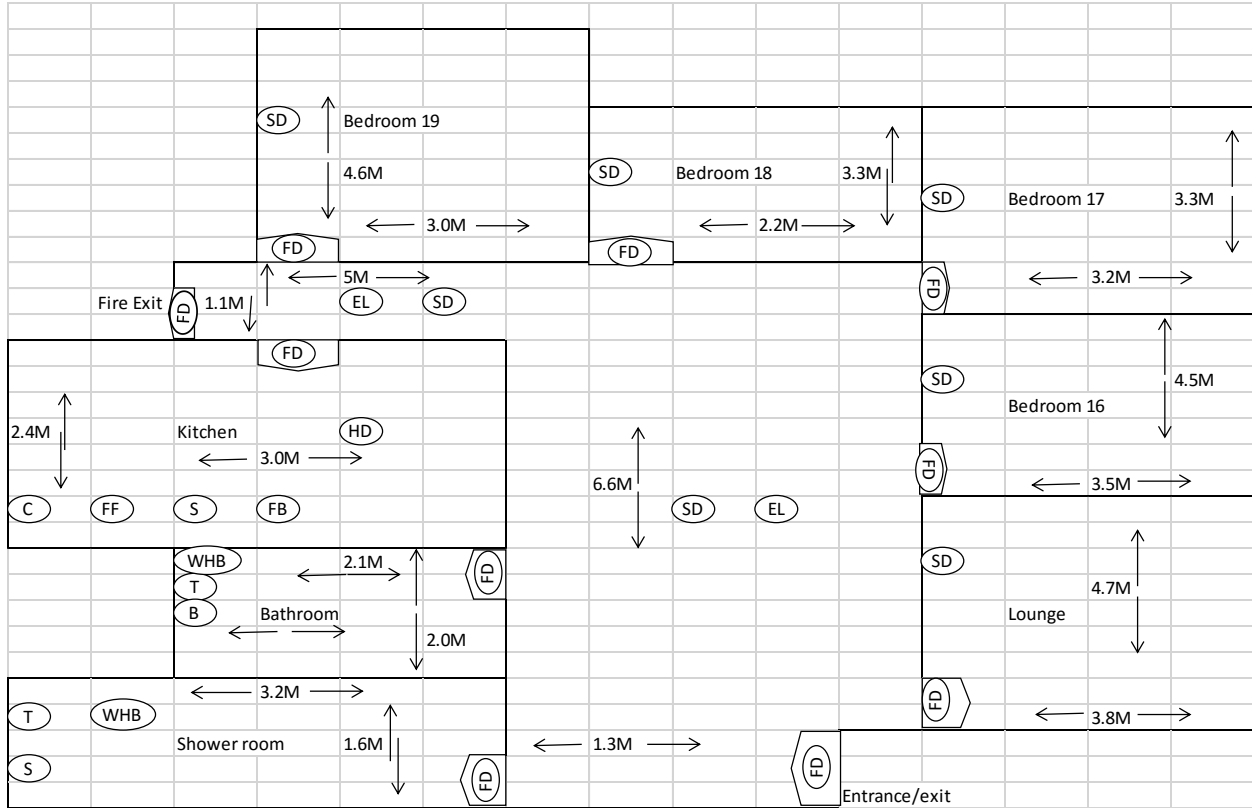 SD
Bedroom 19
4.6M
3.0M
FD
SD
Bedroom 18
3.3M
2.2M
FD
SD
Bedroom 17
3.3M
3.2M
FD
Fire Exit
FD
1.1M
5M
EL
SD
FD
2.4M
Kitchen
HD
3.0M
C
FF
S
FB
6.6M
SD
EL
SD
4.5M
Bedroom 16
FD
3.5M
WHB
2.1M
FD
T
B
Bathroom
2.0M
SD
4.7M
Lounge
FD
3.8M
3.2M
T
WHB
Shower room
1.6M
S
FD
1.3M
FD
Entrance/exit